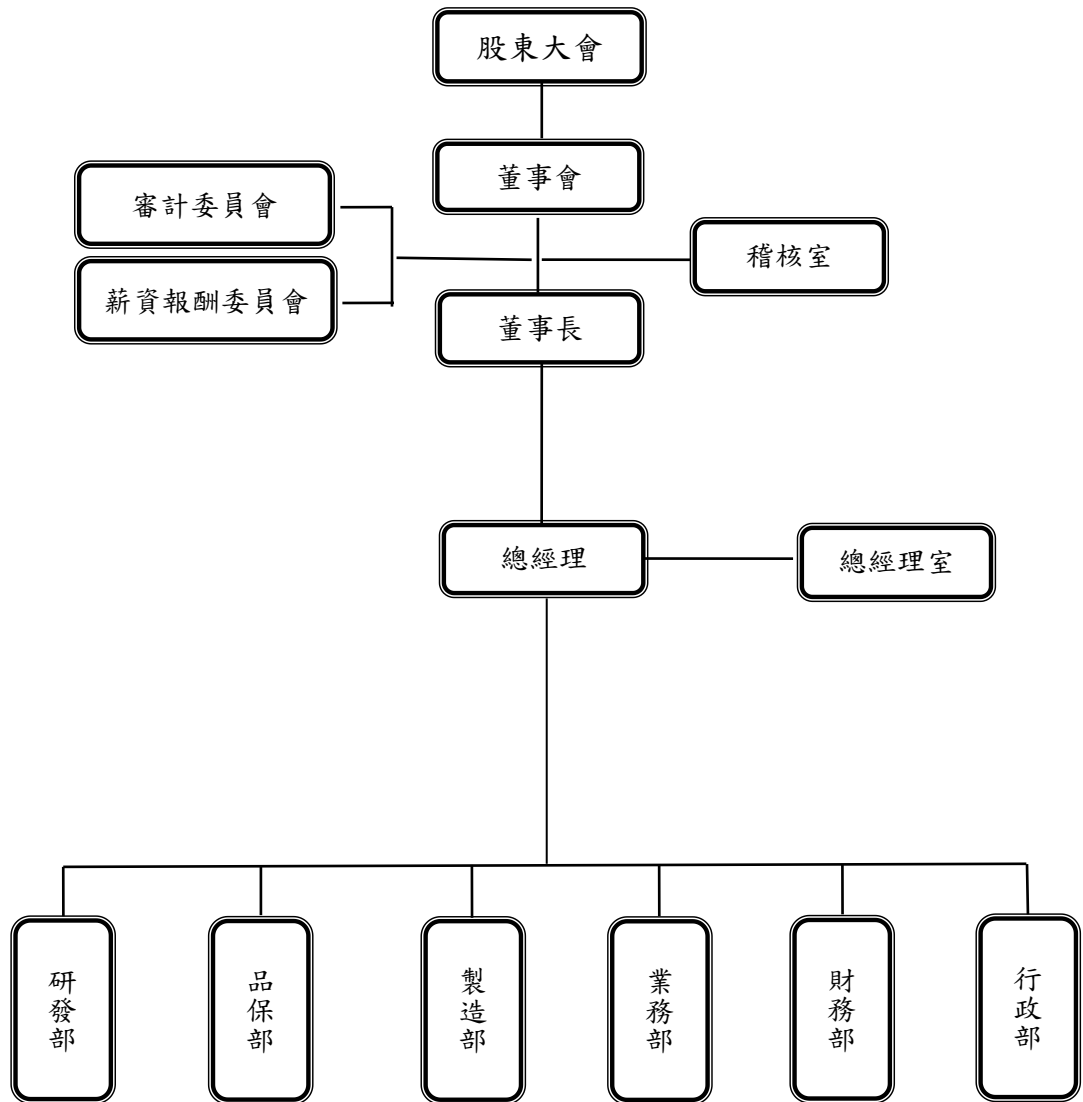 股東大會
董事會
審計委員會
稽核室
薪資報酬委員會
董事長
總經理
總經理室
研發部
品保部
製造部
業務部
財務部
行政部